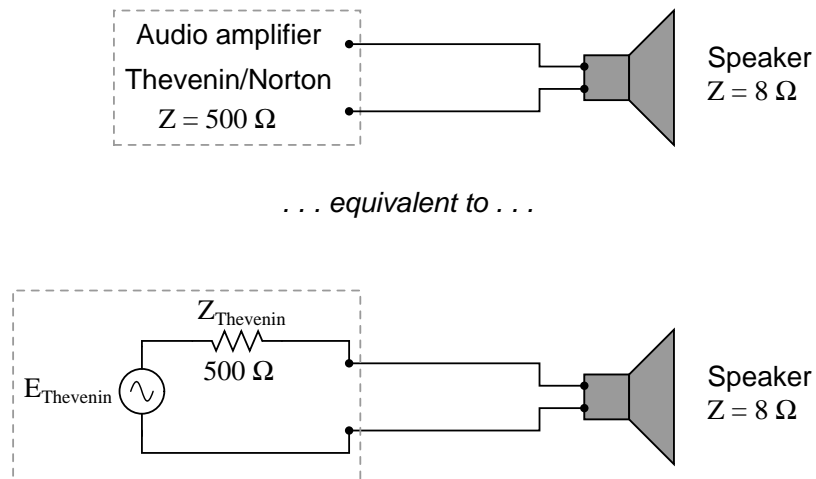 Audio amplifier
Thevenin/Norton
Z = 500 Ω
Speaker
Z = 8 Ω
. . . equivalent to . . .
Z_Thevenin
500 Ω
E_Thevenin
Speaker
Z = 8 Ω